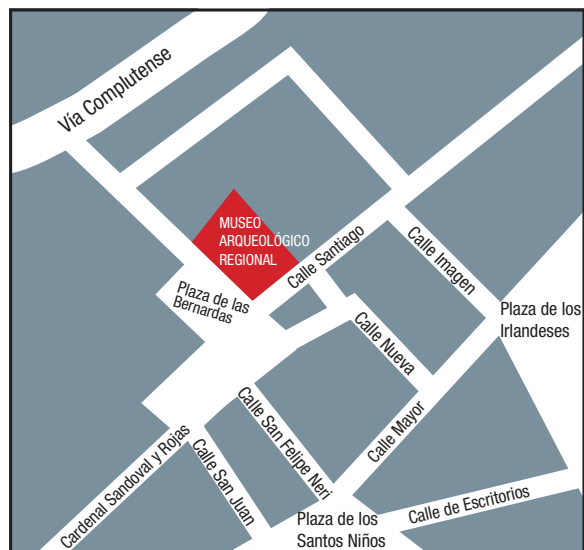 Vía Complutense
MUSEO
ARQUEOLÓGICO
REGIONAL
Calle Santiago
Calle Imagen
Plaza de las
Bernardas
Plaza de los
Irlandeses
Calle Nueva
Calle Mayor
Calle San Felipe Neri
Cardenal Sandoval y Rojas
Calle San Juan
Calle de Escritorios
Plaza de los
Santos Niños